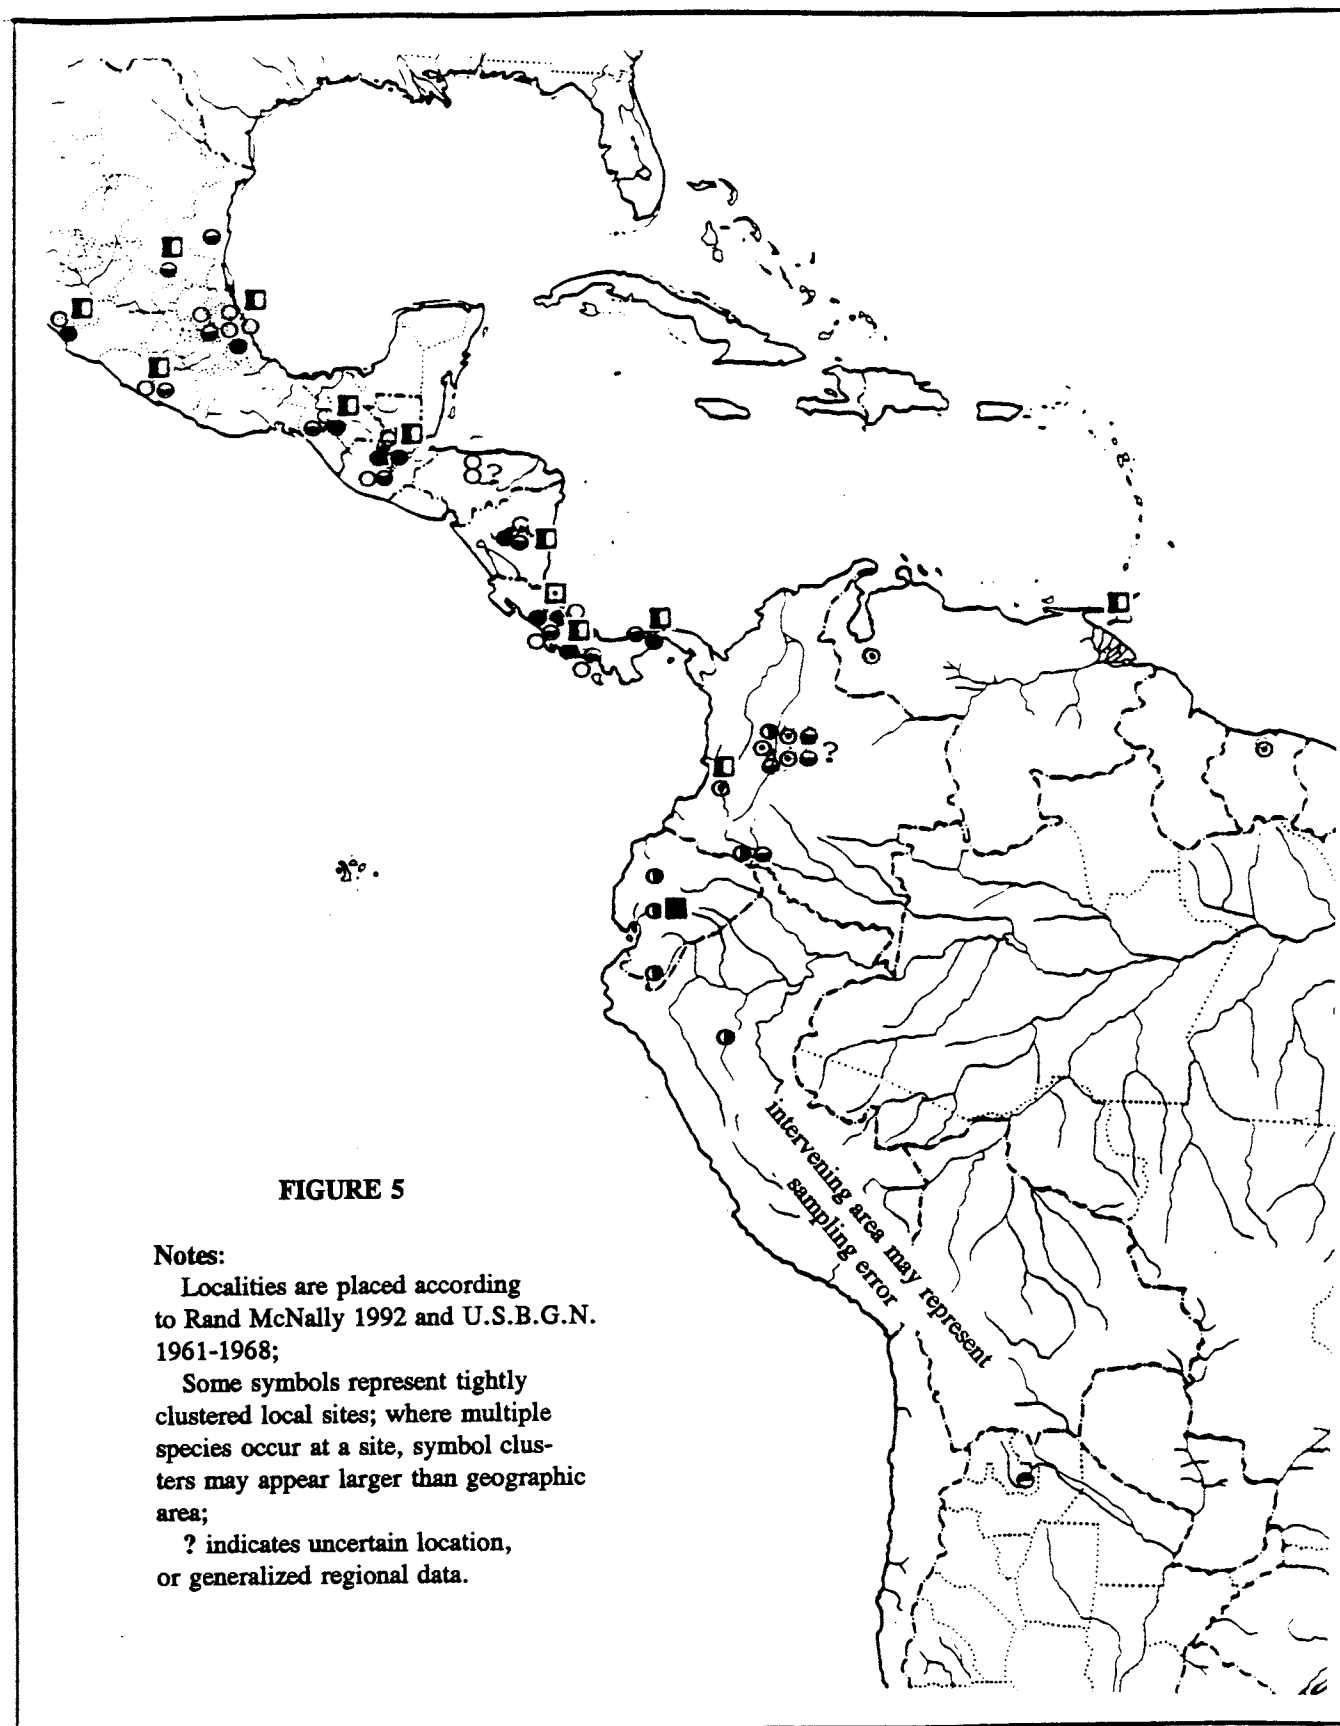 ?
?
intervening area may represent
sampling error
FIGURE 5
Notes:
Localities are placed according
to Rand McNally 1992 and U.S.B.G.N.
1961-1968;
Some symbols represent tightly
clustered local sites; where multiple
species occur at a site, symbol clus-
ters may appear larger than geographic
area;
? indicates uncertain location,
or generalized regional data.